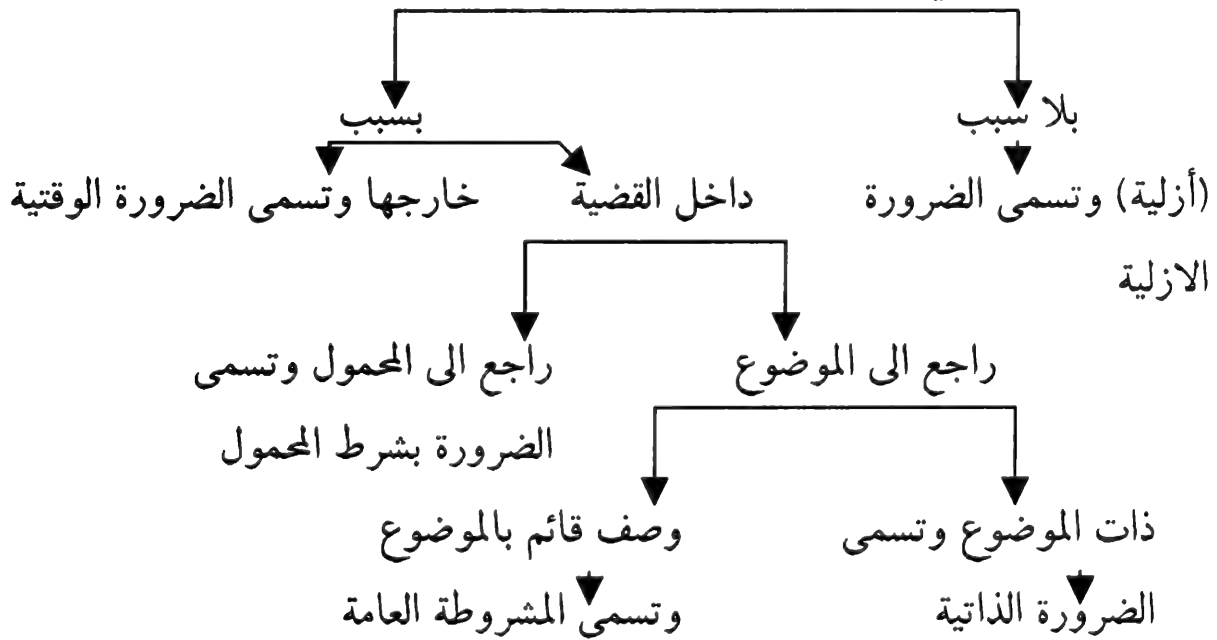 بلا سبب
بسبب
(أزلية) وتسمى الضرورة
داخل القضية
خارجها وتسمى الضرورة الوقتية
الازلية
راجع الى الموضوع
راجع الى المحمول وتسمى
الضرورة بشرط المحمول
ذات الموضوع وتسمى
وصف قائم بالموضوع
الضرورة الذاتية
وتسمى المشروطة العامة